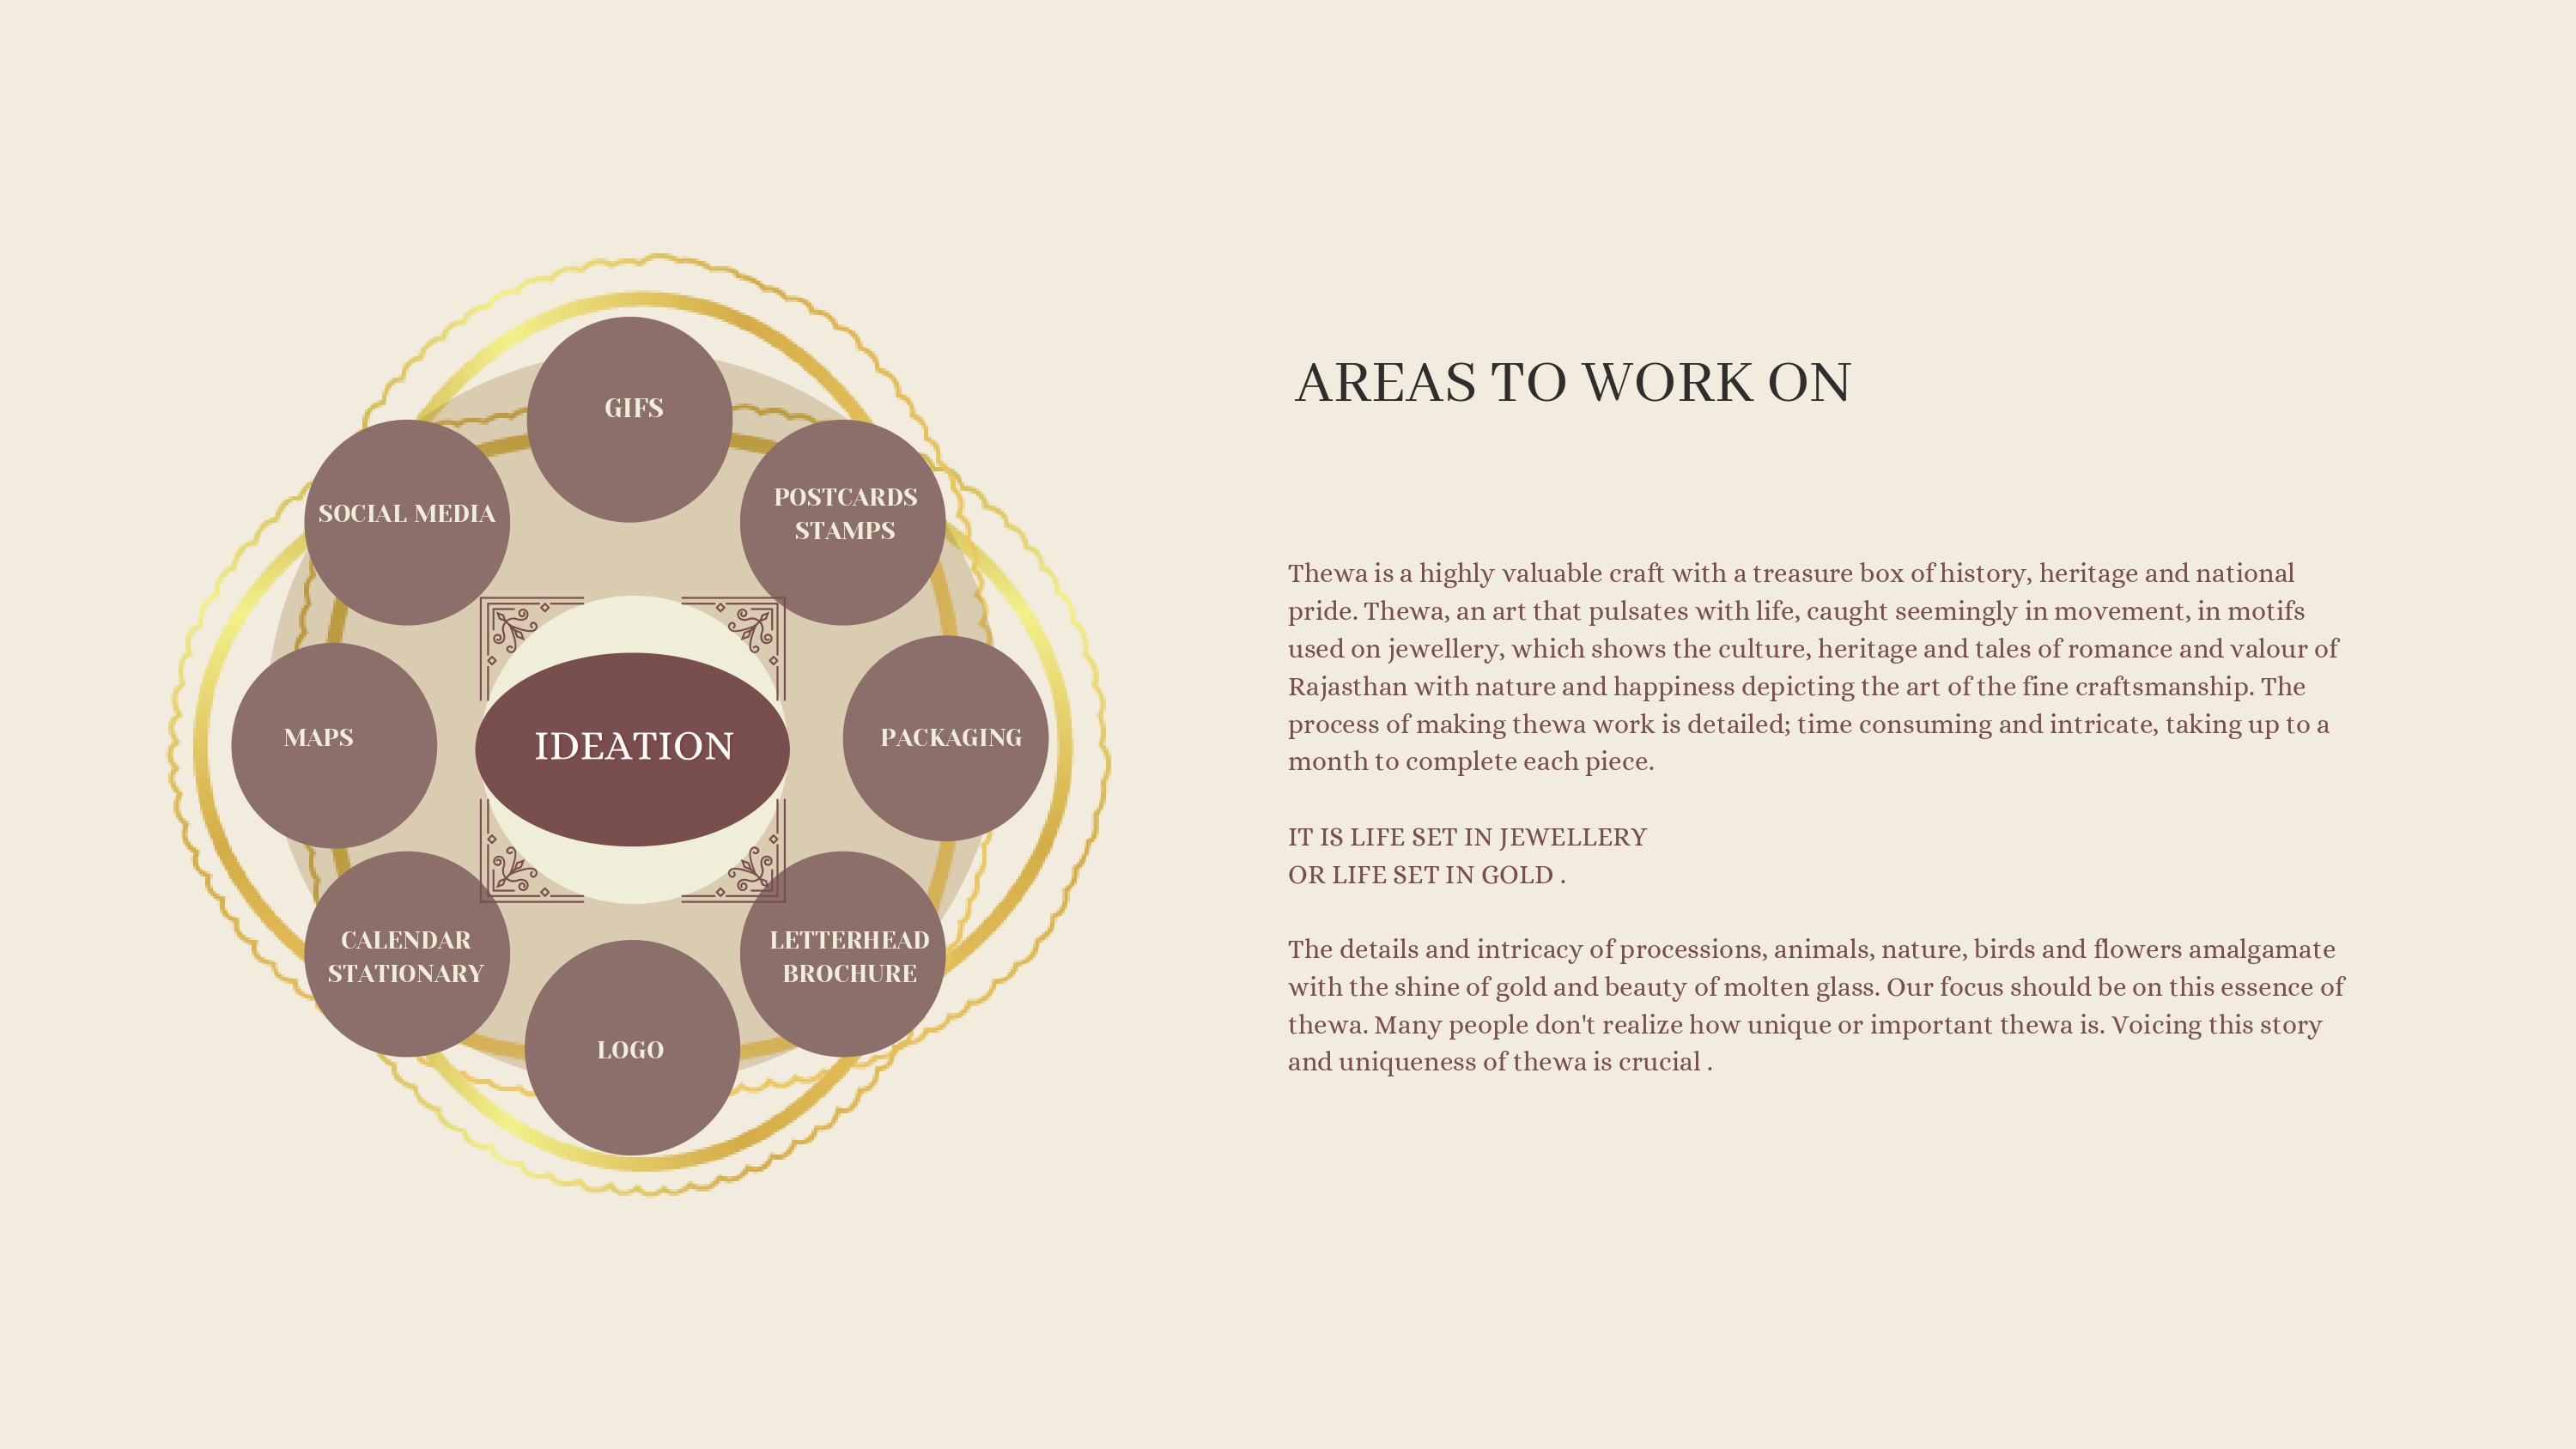 GIFS
SOCIAL MEDIA
POSTCARDS
STAMPS
MAPS
IDEATION
PACKAGING
CALENDAR
STATIONARY
LETTERHEAD
BROCHURE
LOGO
AREAS TO WORK ON
Thewa is a highly valuable craft with a treasure box of history, heritage and national
pride. Thewa, an art that pulsates with life, caught seemingly in movement, in motifs
used on jewellery, which shows the culture, heritage and tales of romance and valour of
Rajasthan with nature and happiness depicting the art of the fine craftsmanship. The
process of making thewa work is detailed; time consuming and intricate, taking up to a
month to complete each piece.
IT IS LIFE SET IN JEWELLERY
OR LIFE SET IN GOLD .
The details and intricacy of processions, animals, nature, birds and flowers amalgamate
with the shine of gold and beauty of molten glass. Our focus should be on this essence of
thewa. Many people don't realize how unique or important thewa is. Voicing this story
and uniqueness of thewa is crucial .